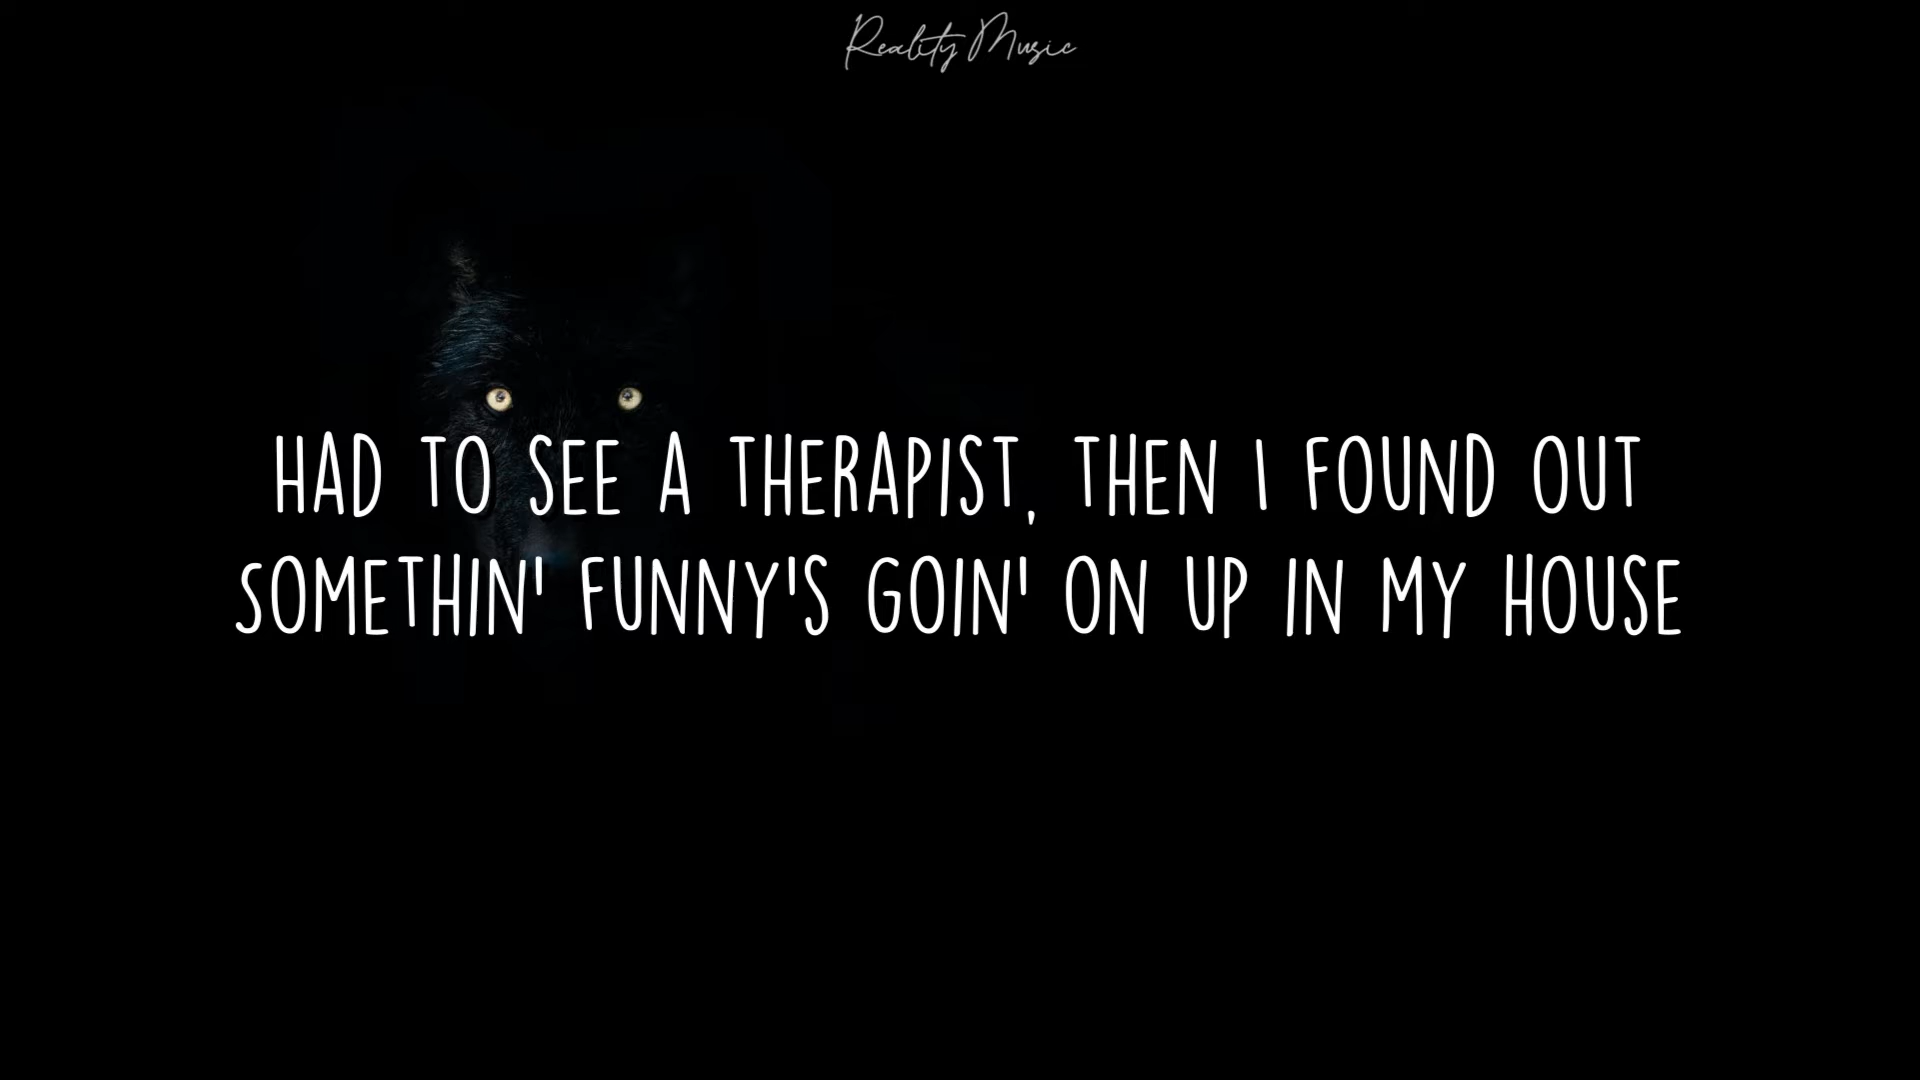 Reality Music
HAD TO SEE A THERAPIST, THEN I FOUND OUT
SOMETHIN' FUNNY'S GOIN' ON UP IN MY HOUSE